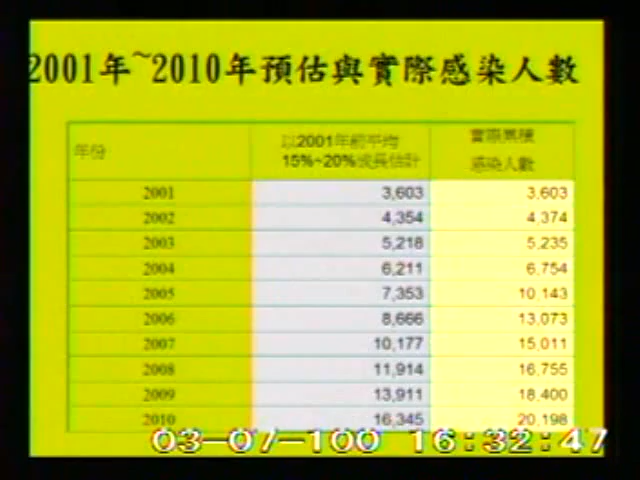 2001年~2010年預估與實際感染人數
年份 以2001年前平均15%~20%成長估計 實際累積感染人數
2001 3,603 3,603
2002 4,354 4,374
2003 5,218 5,235
2004 6,211 6,754
2005 7,353 10,143
2006 8,666 13,073
2007 10,177 15,011
2008 11,914 16,755
2009 13,911 18,400
2010 16,345 20,198
03-07-100 16:32:47